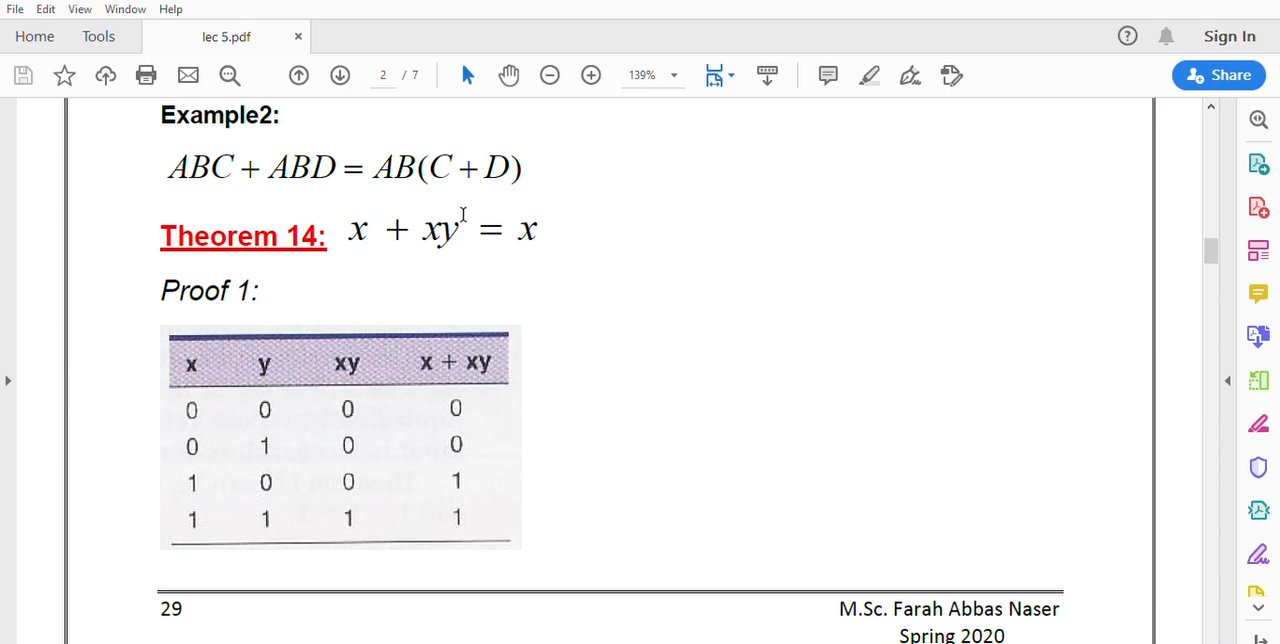 File Edit View Window Help
Home Tools lec 5.pdf × Sign In
2 / 7 139% Share
Example2:
ABC + ABD = AB(C + D)
Theorem 14: x + xy = x
Proof 1:
x y xy x + xy
0 0 0 0
0 1 0 0
1 0 0 1
1 1 1 1
29 M.Sc. Farah Abbas Naser
Spring 2020